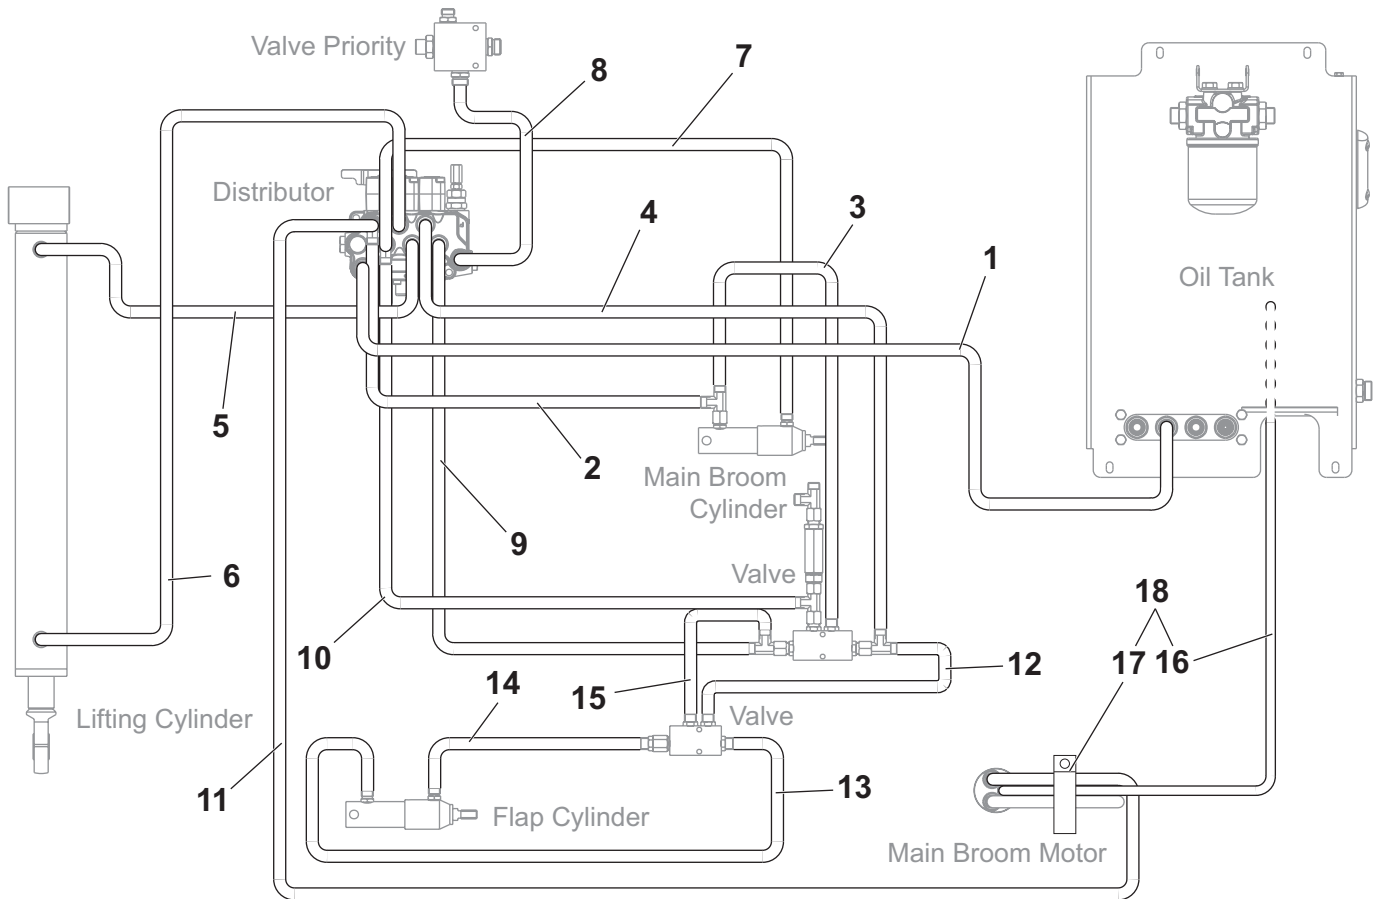 Valve Priority
8
7
Distributor
4
3
1
Oil Tank
5
2
Main Broom
Cylinder
9
6
Valve
18
10
12
17 16
14
15
Lifting Cylinder
Valve
11
13
Flap Cylinder
Main Broom Motor